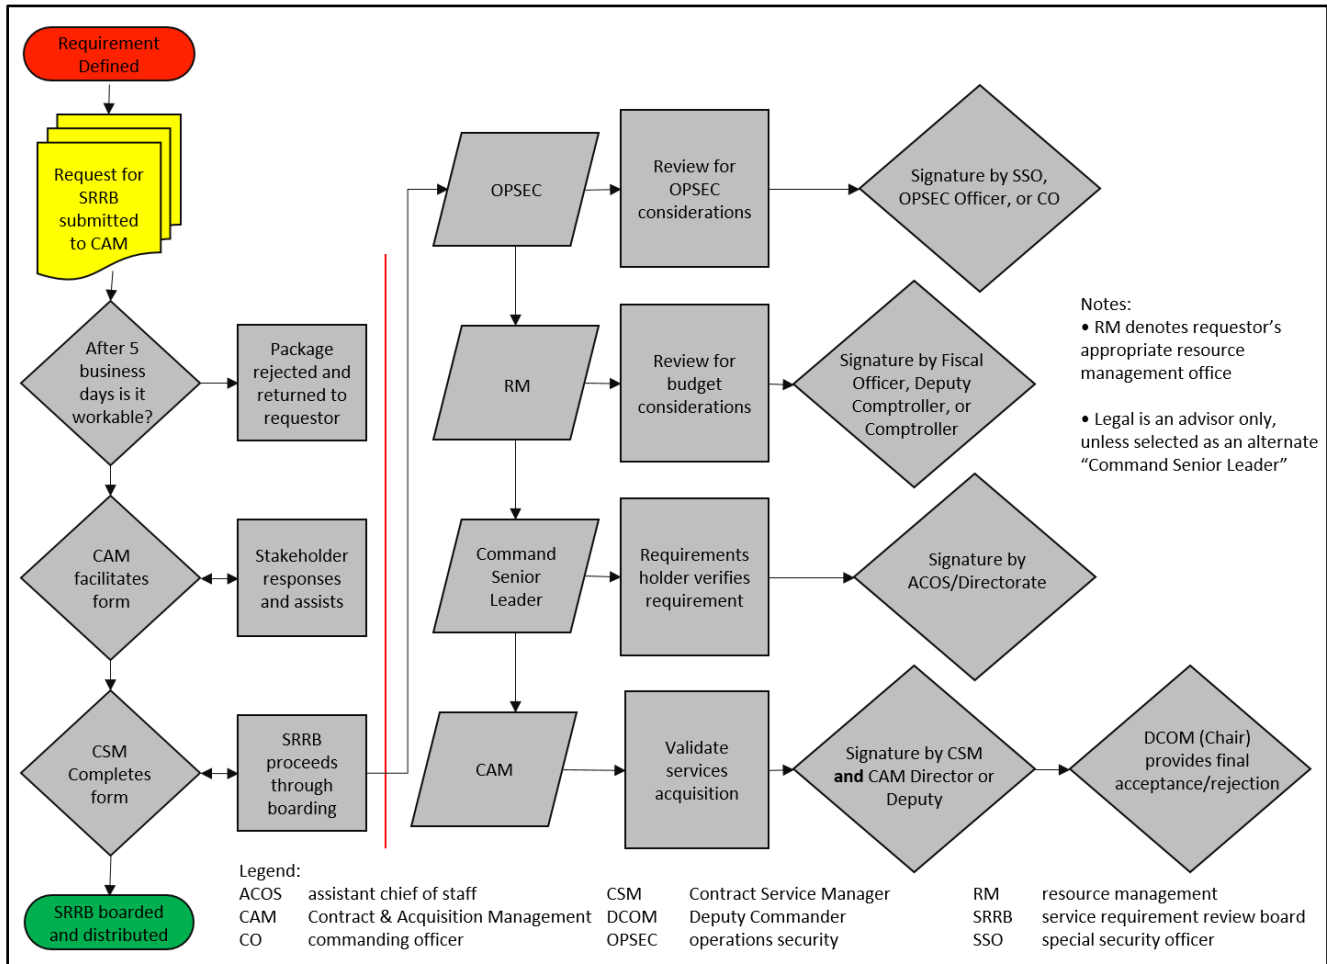 Requirement
Defined
Request for
SRRB
submitted
to CAM
After 5
business
days is it
workable?
Package
rejected and
returned to
requestor
CAM
facilitates
form
Stakeholder
responses
and assists
CSM
Completes
form
SRRB
proceeds
through
boarding
SRRB boarded
and distributed
OPSEC
Review for
OPSEC
considerations
Signature by SSO,
OPSEC Officer, or CO
RM
Review for
budget
considerations
Signature by Fiscal
Officer, Deputy
Comptroller, or
Comptroller
Command
Senior
Leader
Requirements
holder verifies
requirement
Signature by
ACOS/Directorate
CAM
Validate
services
acquisition
Signature by CSM
and CAM Director or
Deputy
DCOM (Chair)
provides final
acceptance/rejection
Notes:
• RM denotes requestor's
appropriate resource
management office
• Legal is an advisor only,
unless selected as an alternate
“Command Senior Leader”
Legend:
ACOS assistant chief of staff
CAM Contract & Acquisition Management
CO commanding officer
CSM Contract Service Manager
DCOM Deputy Commander
OPSEC operations security
RM resource management
SRRB service requirement review board
SSO special security officer